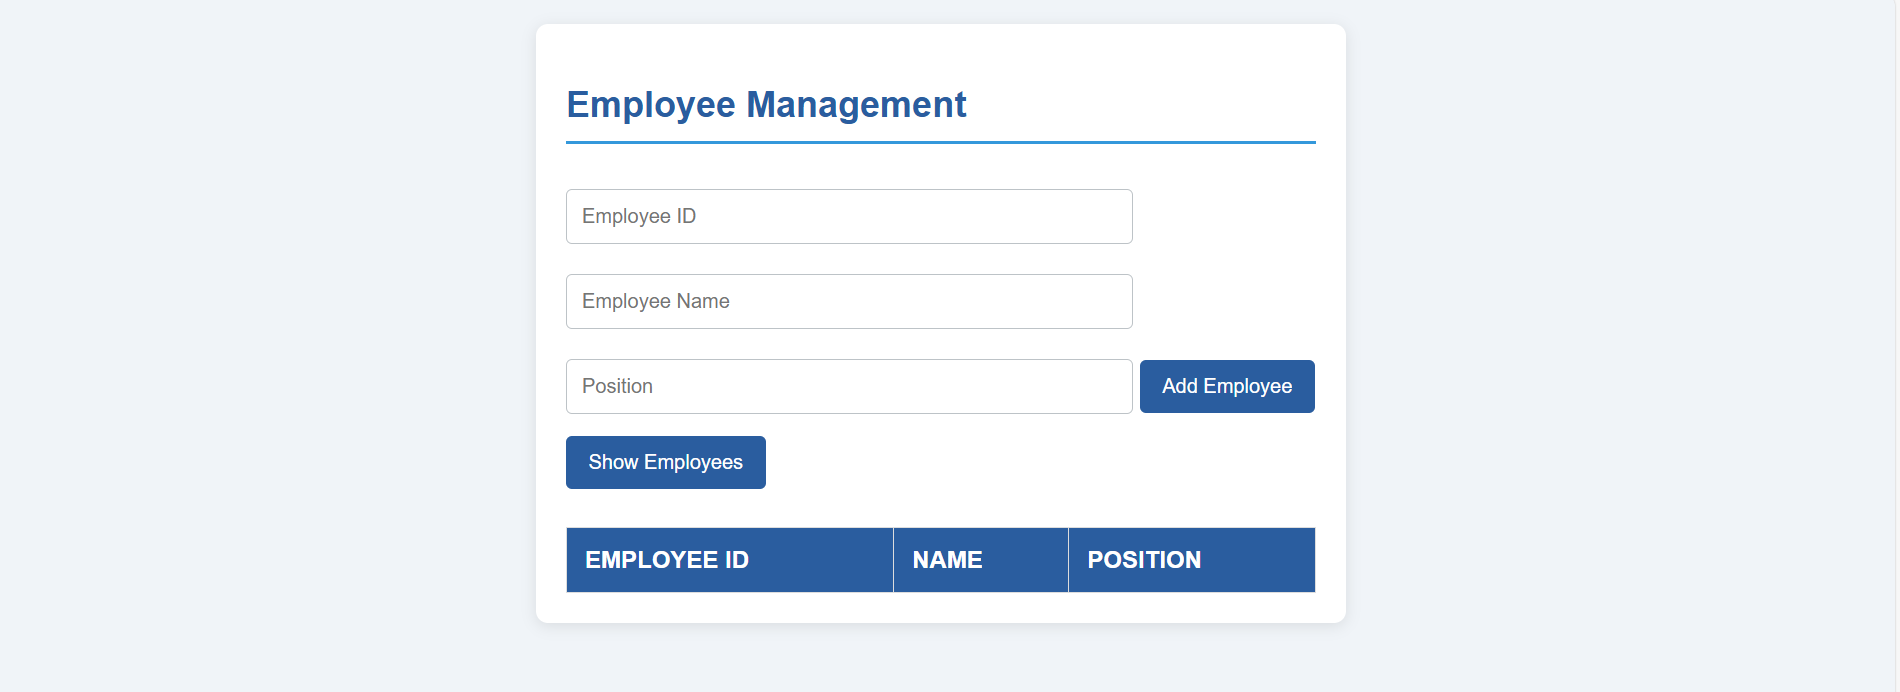 Employee Management
Employee ID
Employee Name
Position
Add Employee
Show Employees
EMPLOYEE ID NAME POSITION